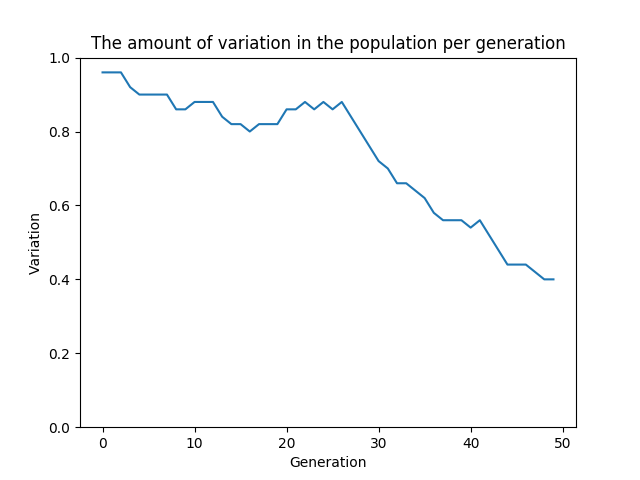 The amount of variation in the population per generation
1.0
0.8
0.6
0.4
0.2
0.0
Variation
0 10 20 30 40 50
Generation